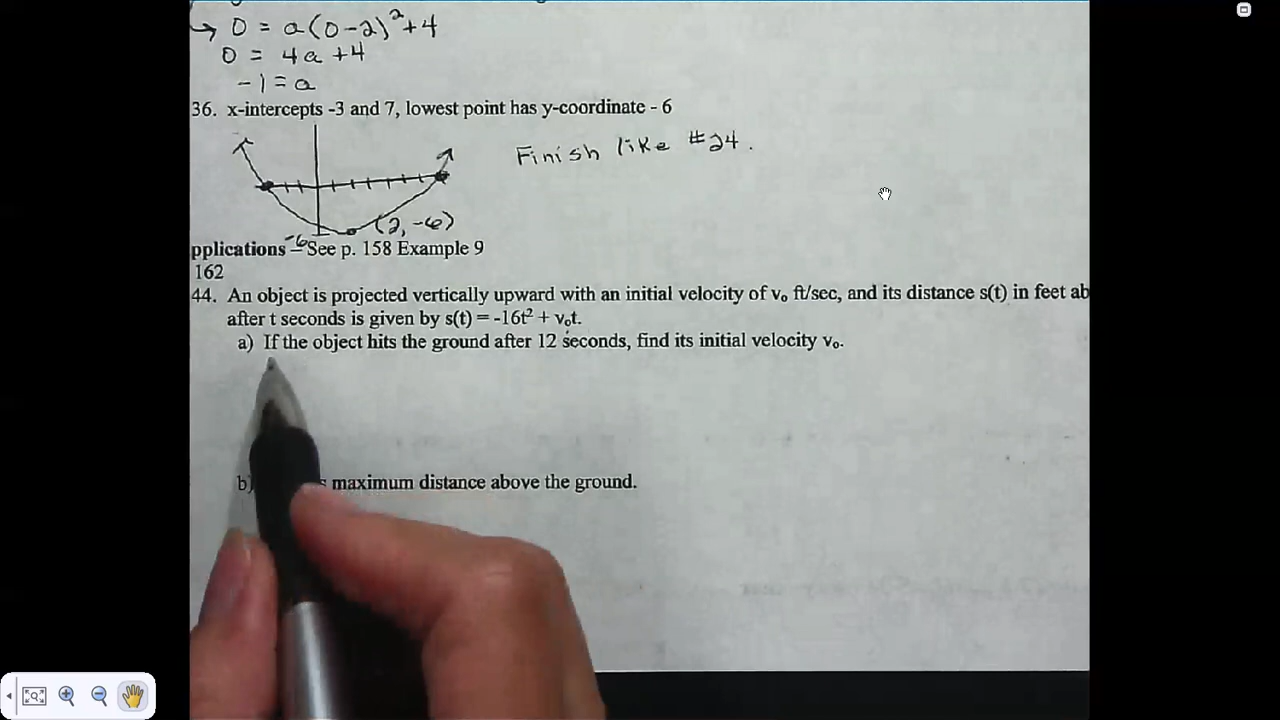 → 0 = a(0-2)²+4
0 = 4a +4
-1 = a
36. x-intercepts -3 and 7, lowest point has y-coordinate - 6
Finish like #24.
(2, -6)
-6
pplications – See p. 158 Example 9
162
44. An object is projected vertically upward with an initial velocity of v₀ ft/sec, and its distance s(t) in feet ab
after t seconds is given by s(t) = -16t² + v₀t.
a) If the object hits the ground after 12 seconds, find its initial velocity v₀.
b) s maximum distance above the ground.